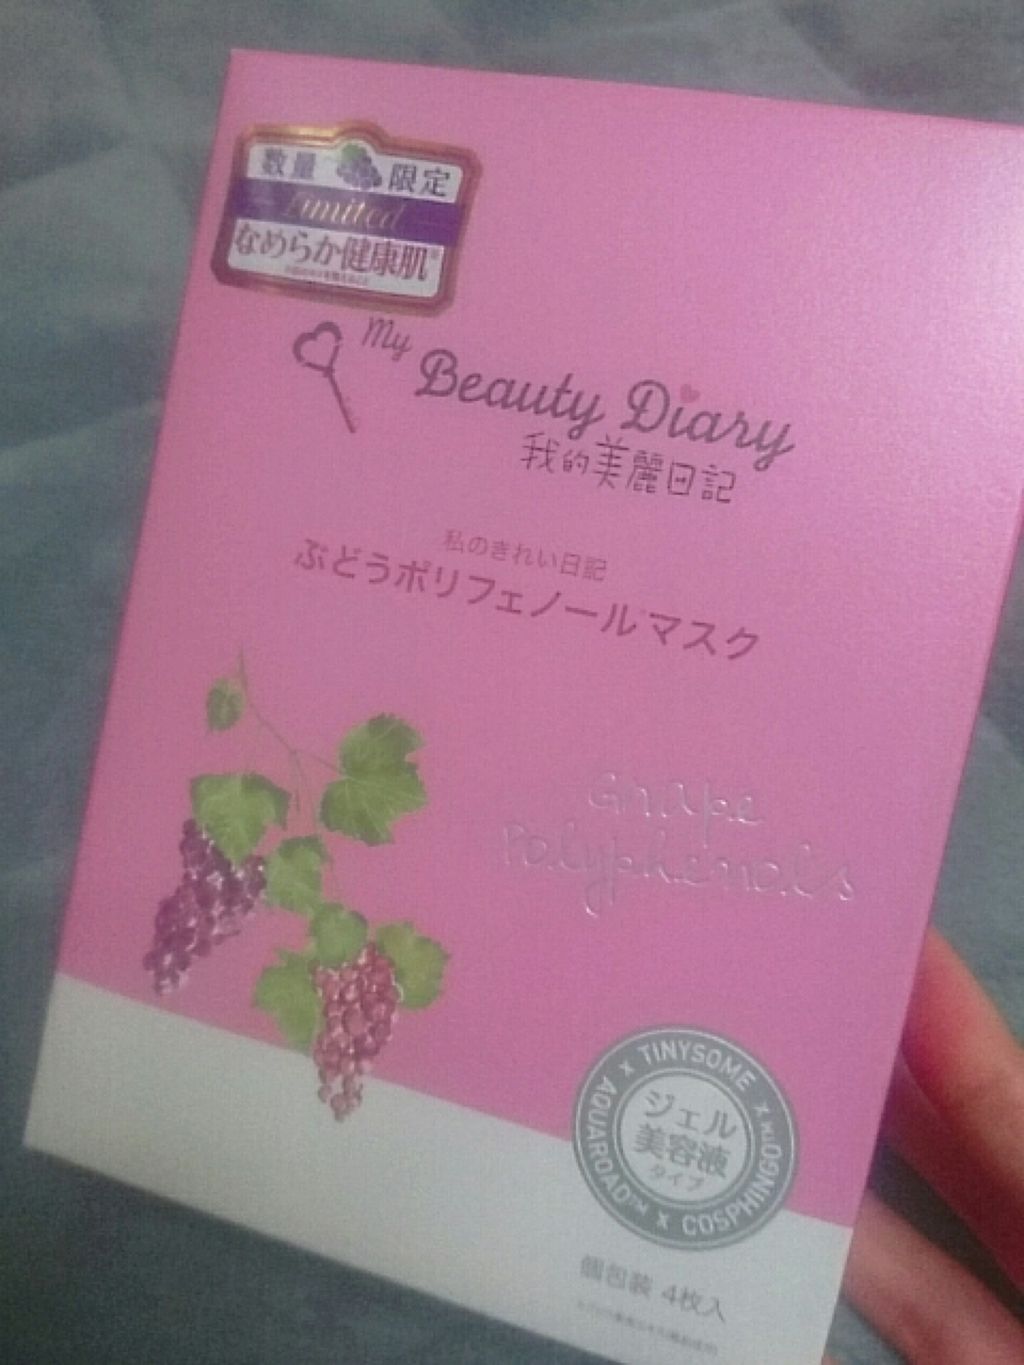 数量 限定
Limited
なめらか健康肌※
My
Beauty Diary
我的美麗日記
私のきれい日記
ぶどうポリフェノール マスク
Grape
Polyphenols
TINYSOME x COSPHINGO x AQUAROAD™ x
ジェル
美容液
タイプ
個包装 4枚入